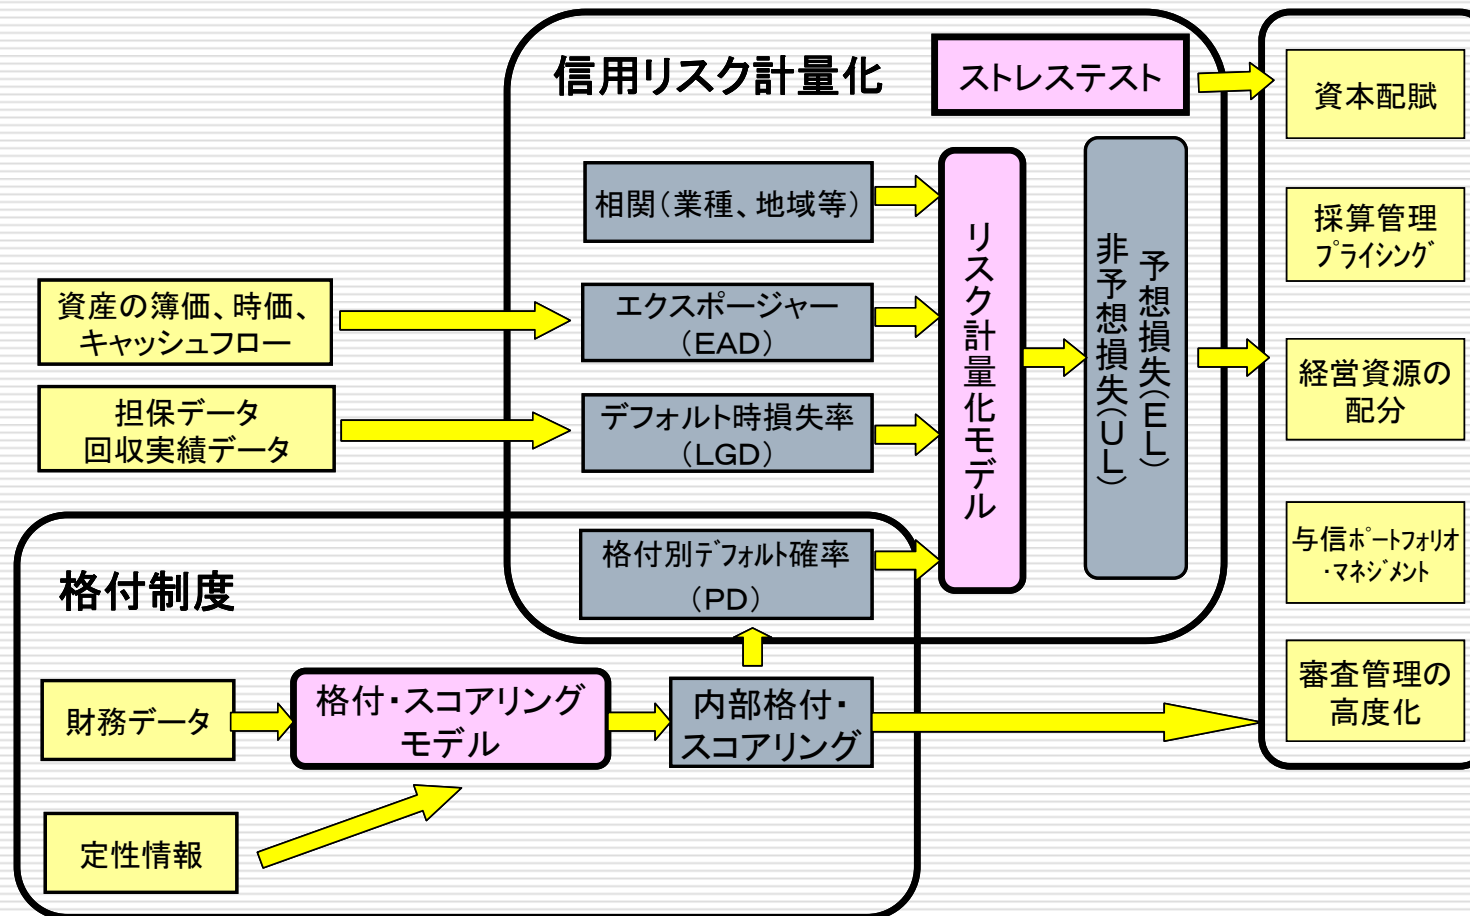 信用リスク計量化
ストレステスト
資本配賦
相関（業種、地域等）
採算管理
プライシング
資産の簿価、時価、
キャッシュフロー
エクスポージャー
（EAD）
リスク計量化モデル
予想損失（EL）
非予想損失（UL）
経営資源の
配分
担保データ
回収実績データ
デフォルト時損失率
（LGD）
与信ポートフォリオ
・マネジメント
格付制度
格付別デフォルト確率
（PD）
審査管理の
高度化
財務データ
格付・スコアリング
モデル
内部格付・
スコアリング
定性情報